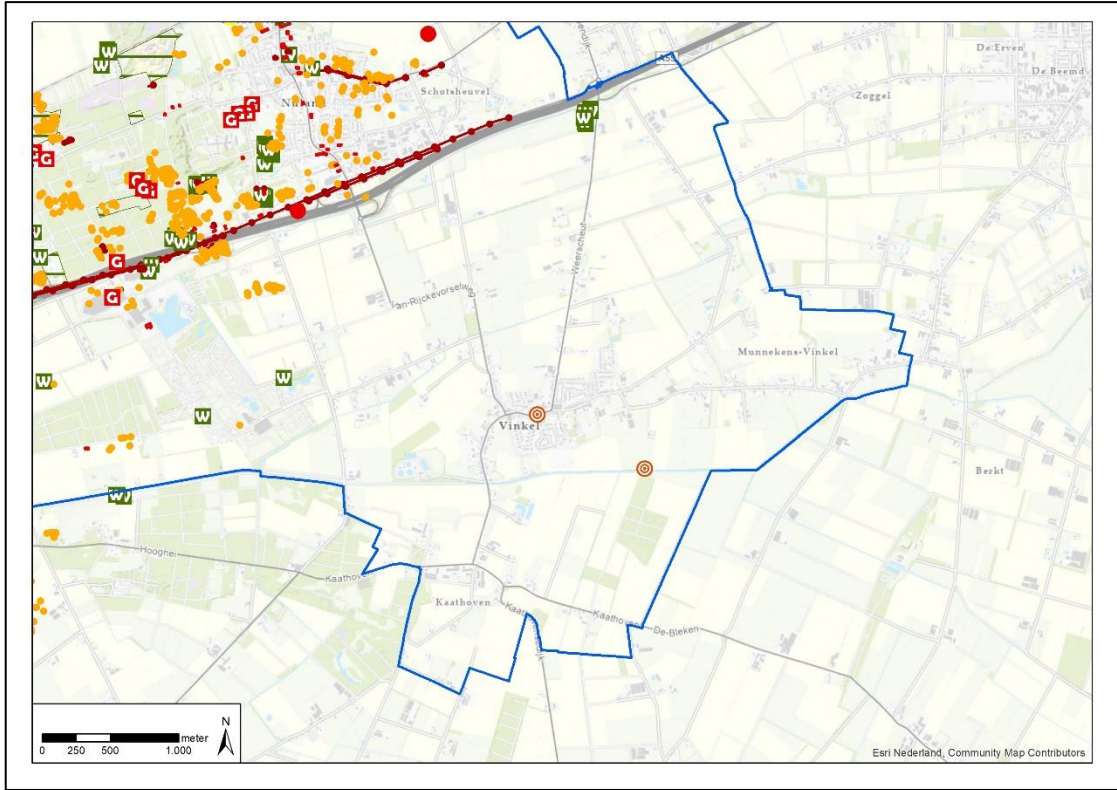 De Erven
De Beemd
A59
Zoggel
Schotsheuvel
Nuland
W
W
W
W
G
G
G
W
W
G
W
G
W
G
W
W
W
W
Weerscheut
Van-Rijckevorselweg
Munnekens-Vinkel
Vinkel
Berkt
Hooghei
Kaathoven
Kaathoven
Kaathoven
De-Bleken
N
0 250 500 1.000 meter
Esri Nederland, Community Map Contributors